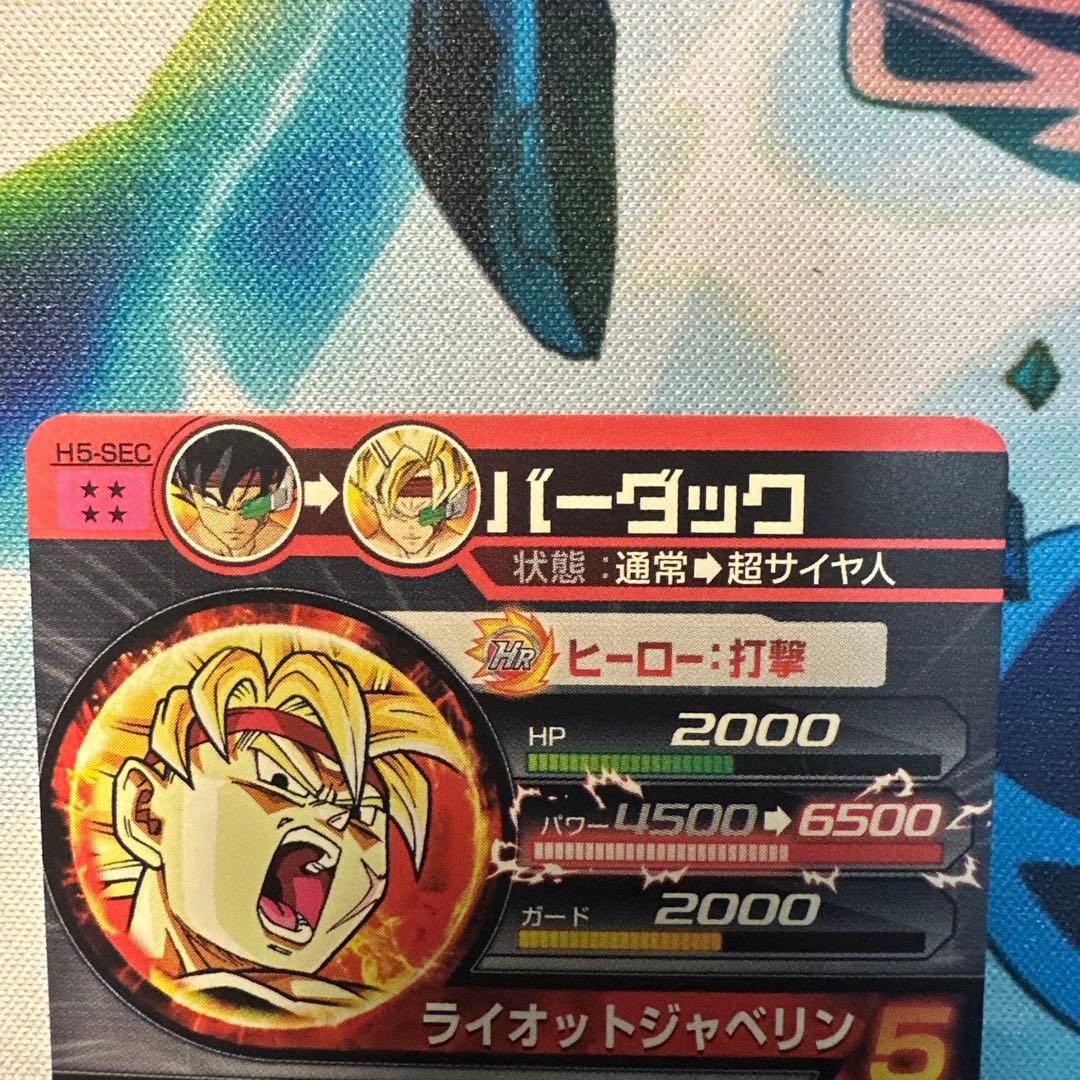 H5-SEC
★★
★★
バーダック
状態：通常➡超サイヤ人
HR ヒーロー：打撃
HP 2000
パワー 4500➡6500
ガード 2000
ライオットジャベリン 5